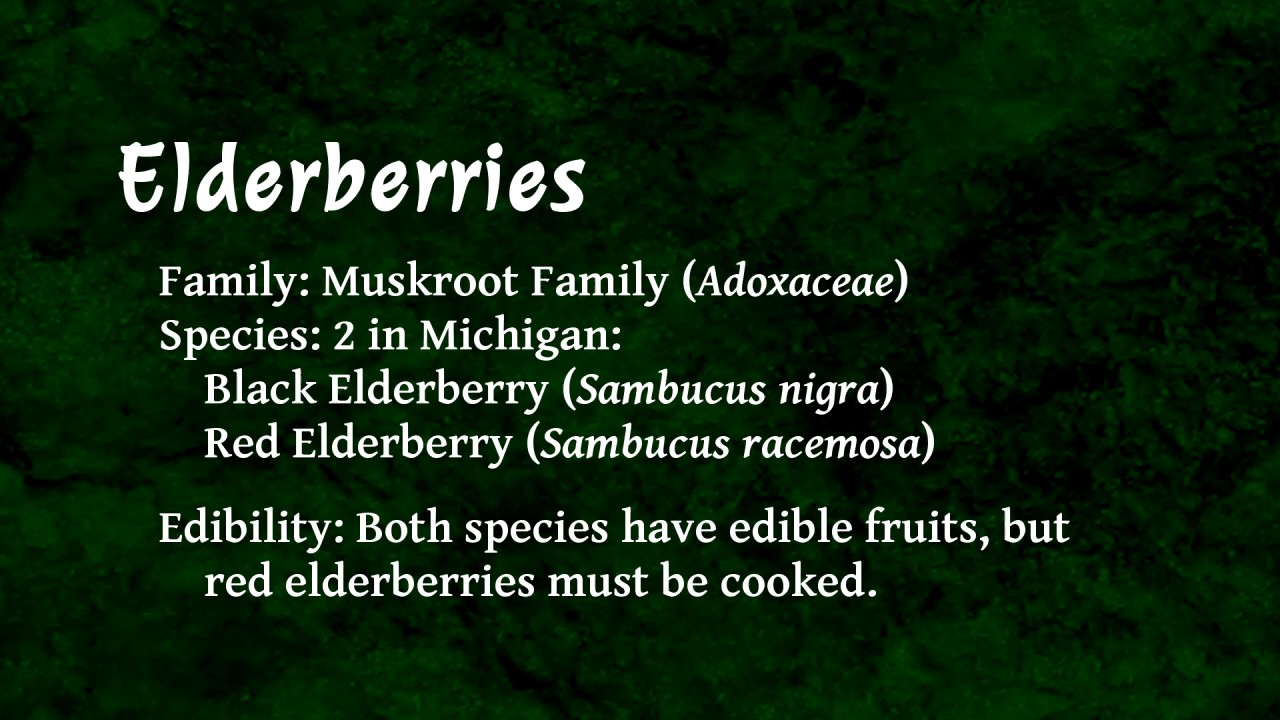 Elderberries
Family: Muskroot Family (Adoxaceae)
Species: 2 in Michigan:
Black Elderberry (Sambucus nigra)
Red Elderberry (Sambucus racemosa)
Edibility: Both species have edible fruits, but
red elderberries must be cooked.